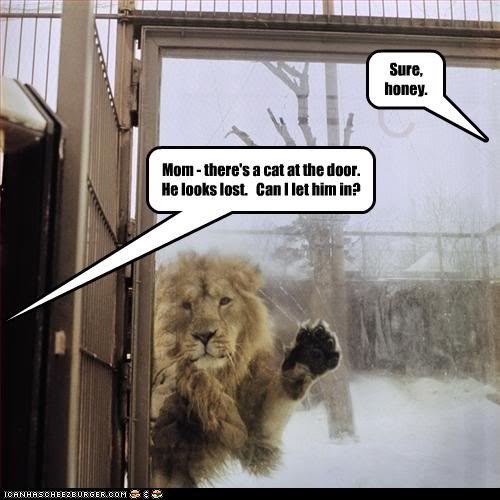 Mom - there's a cat at the door.
He looks lost. Can I let him in?
Sure,
honey.
ICANHASCHEEZBURGER.COM